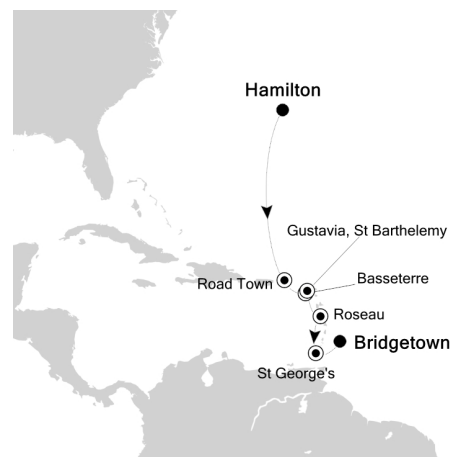 Hamilton
Gustavia, St Barthelemy
Road Town
Basseterre
Roseau
Bridgetown
St George's